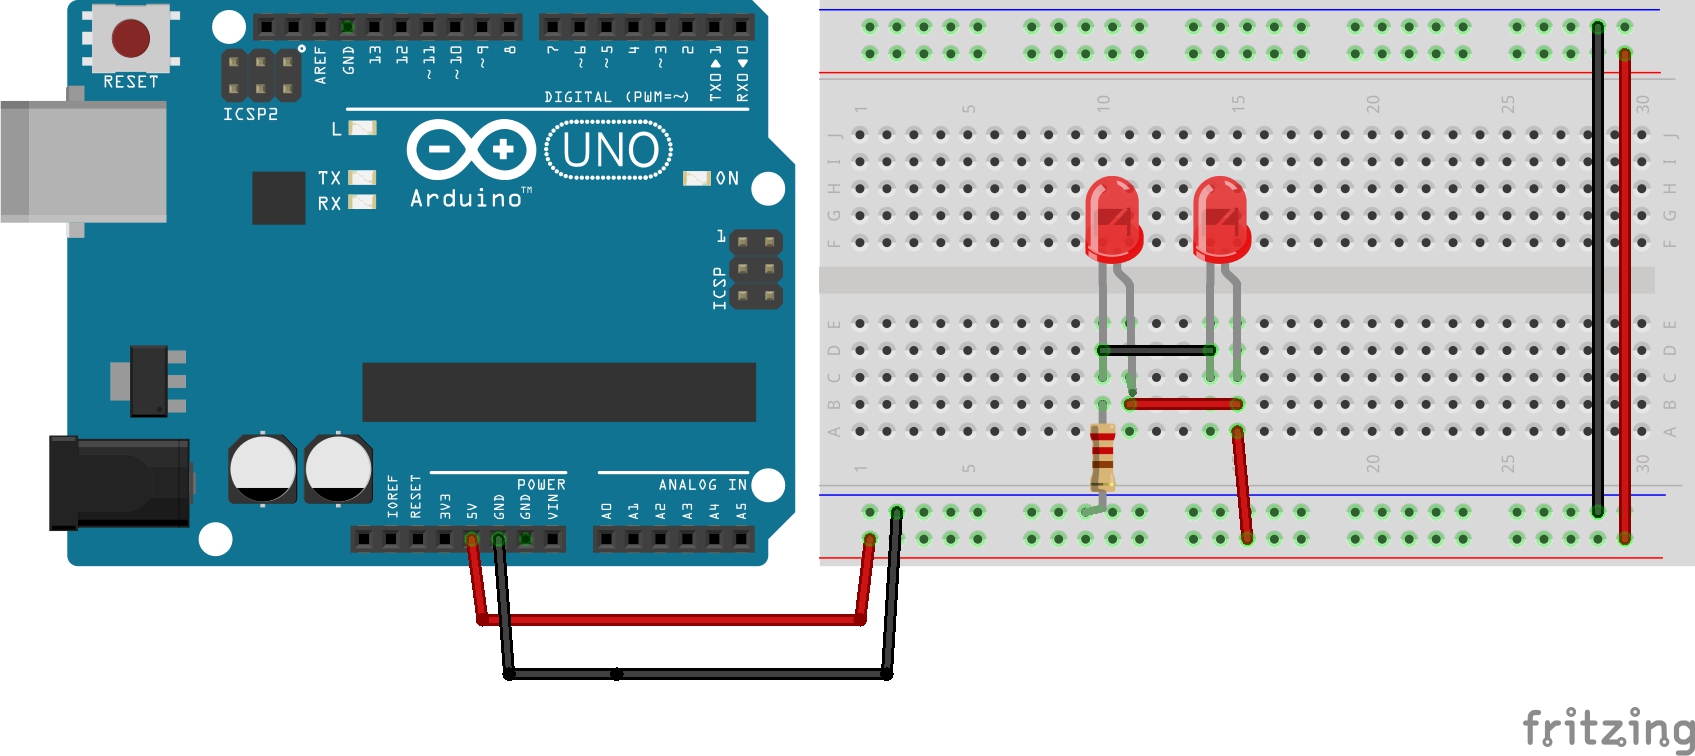 RESET
ICSP2
AREF
GND
13
12
~11
~10
~9
8
7
~6
~5
4
~3
2
TX0▶1
RX0◀0
DIGITAL (PWM=~)
L
TX
RX
Arduino™
UNO
ON
1
ICSP
POWER
ANALOG IN
IOREF
RESET
3V3
5V
GND
GND
VIN
A0
A1
A2
A3
A4
A5
1 5 10 15 20 25 30
J J
I I
H H
G G
F F
E E
D D
C C
B B
A A
1 5 20 25 30
fritzing